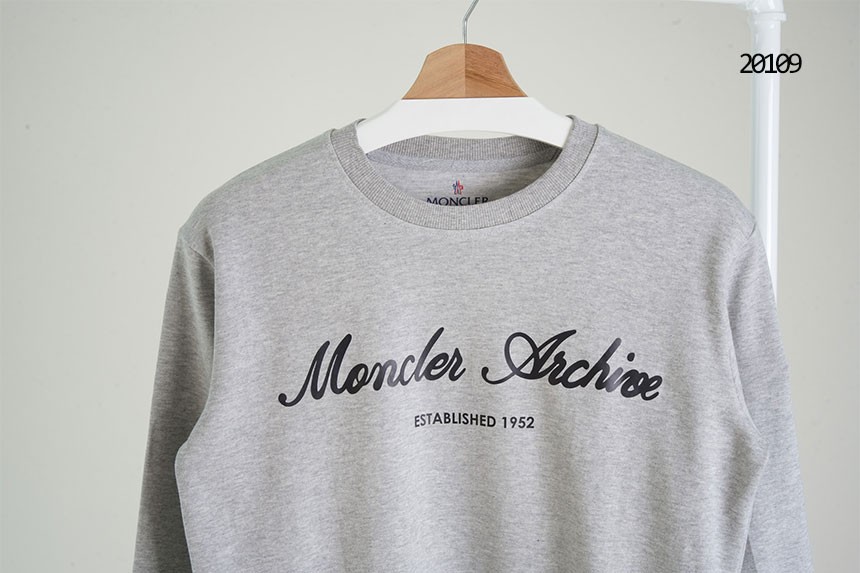 20109
MONCLER
Moncler Archive
ESTABLISHED 1952